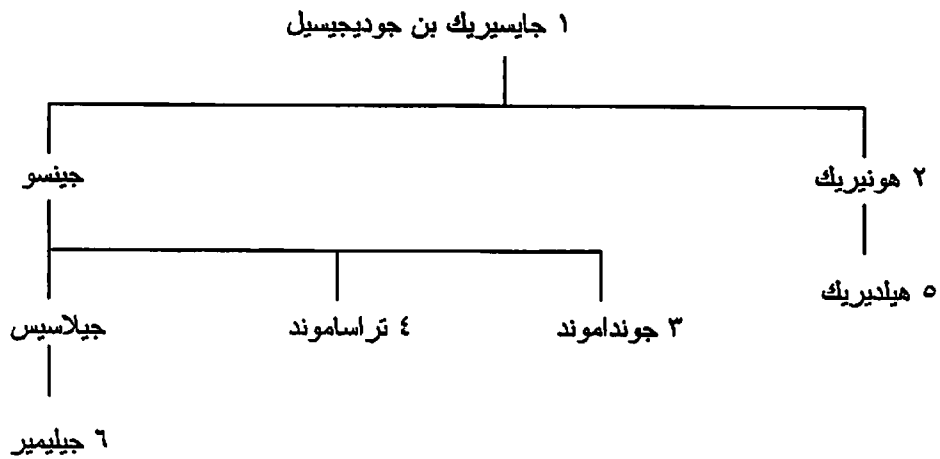 ١ جايسيريك بن جوديجيسيل
٢ هونيريك
جينسو
٥ هيلديريك
٣ جونداموند
٤ تراساموند
جيلاسيس
٦ جيليمير